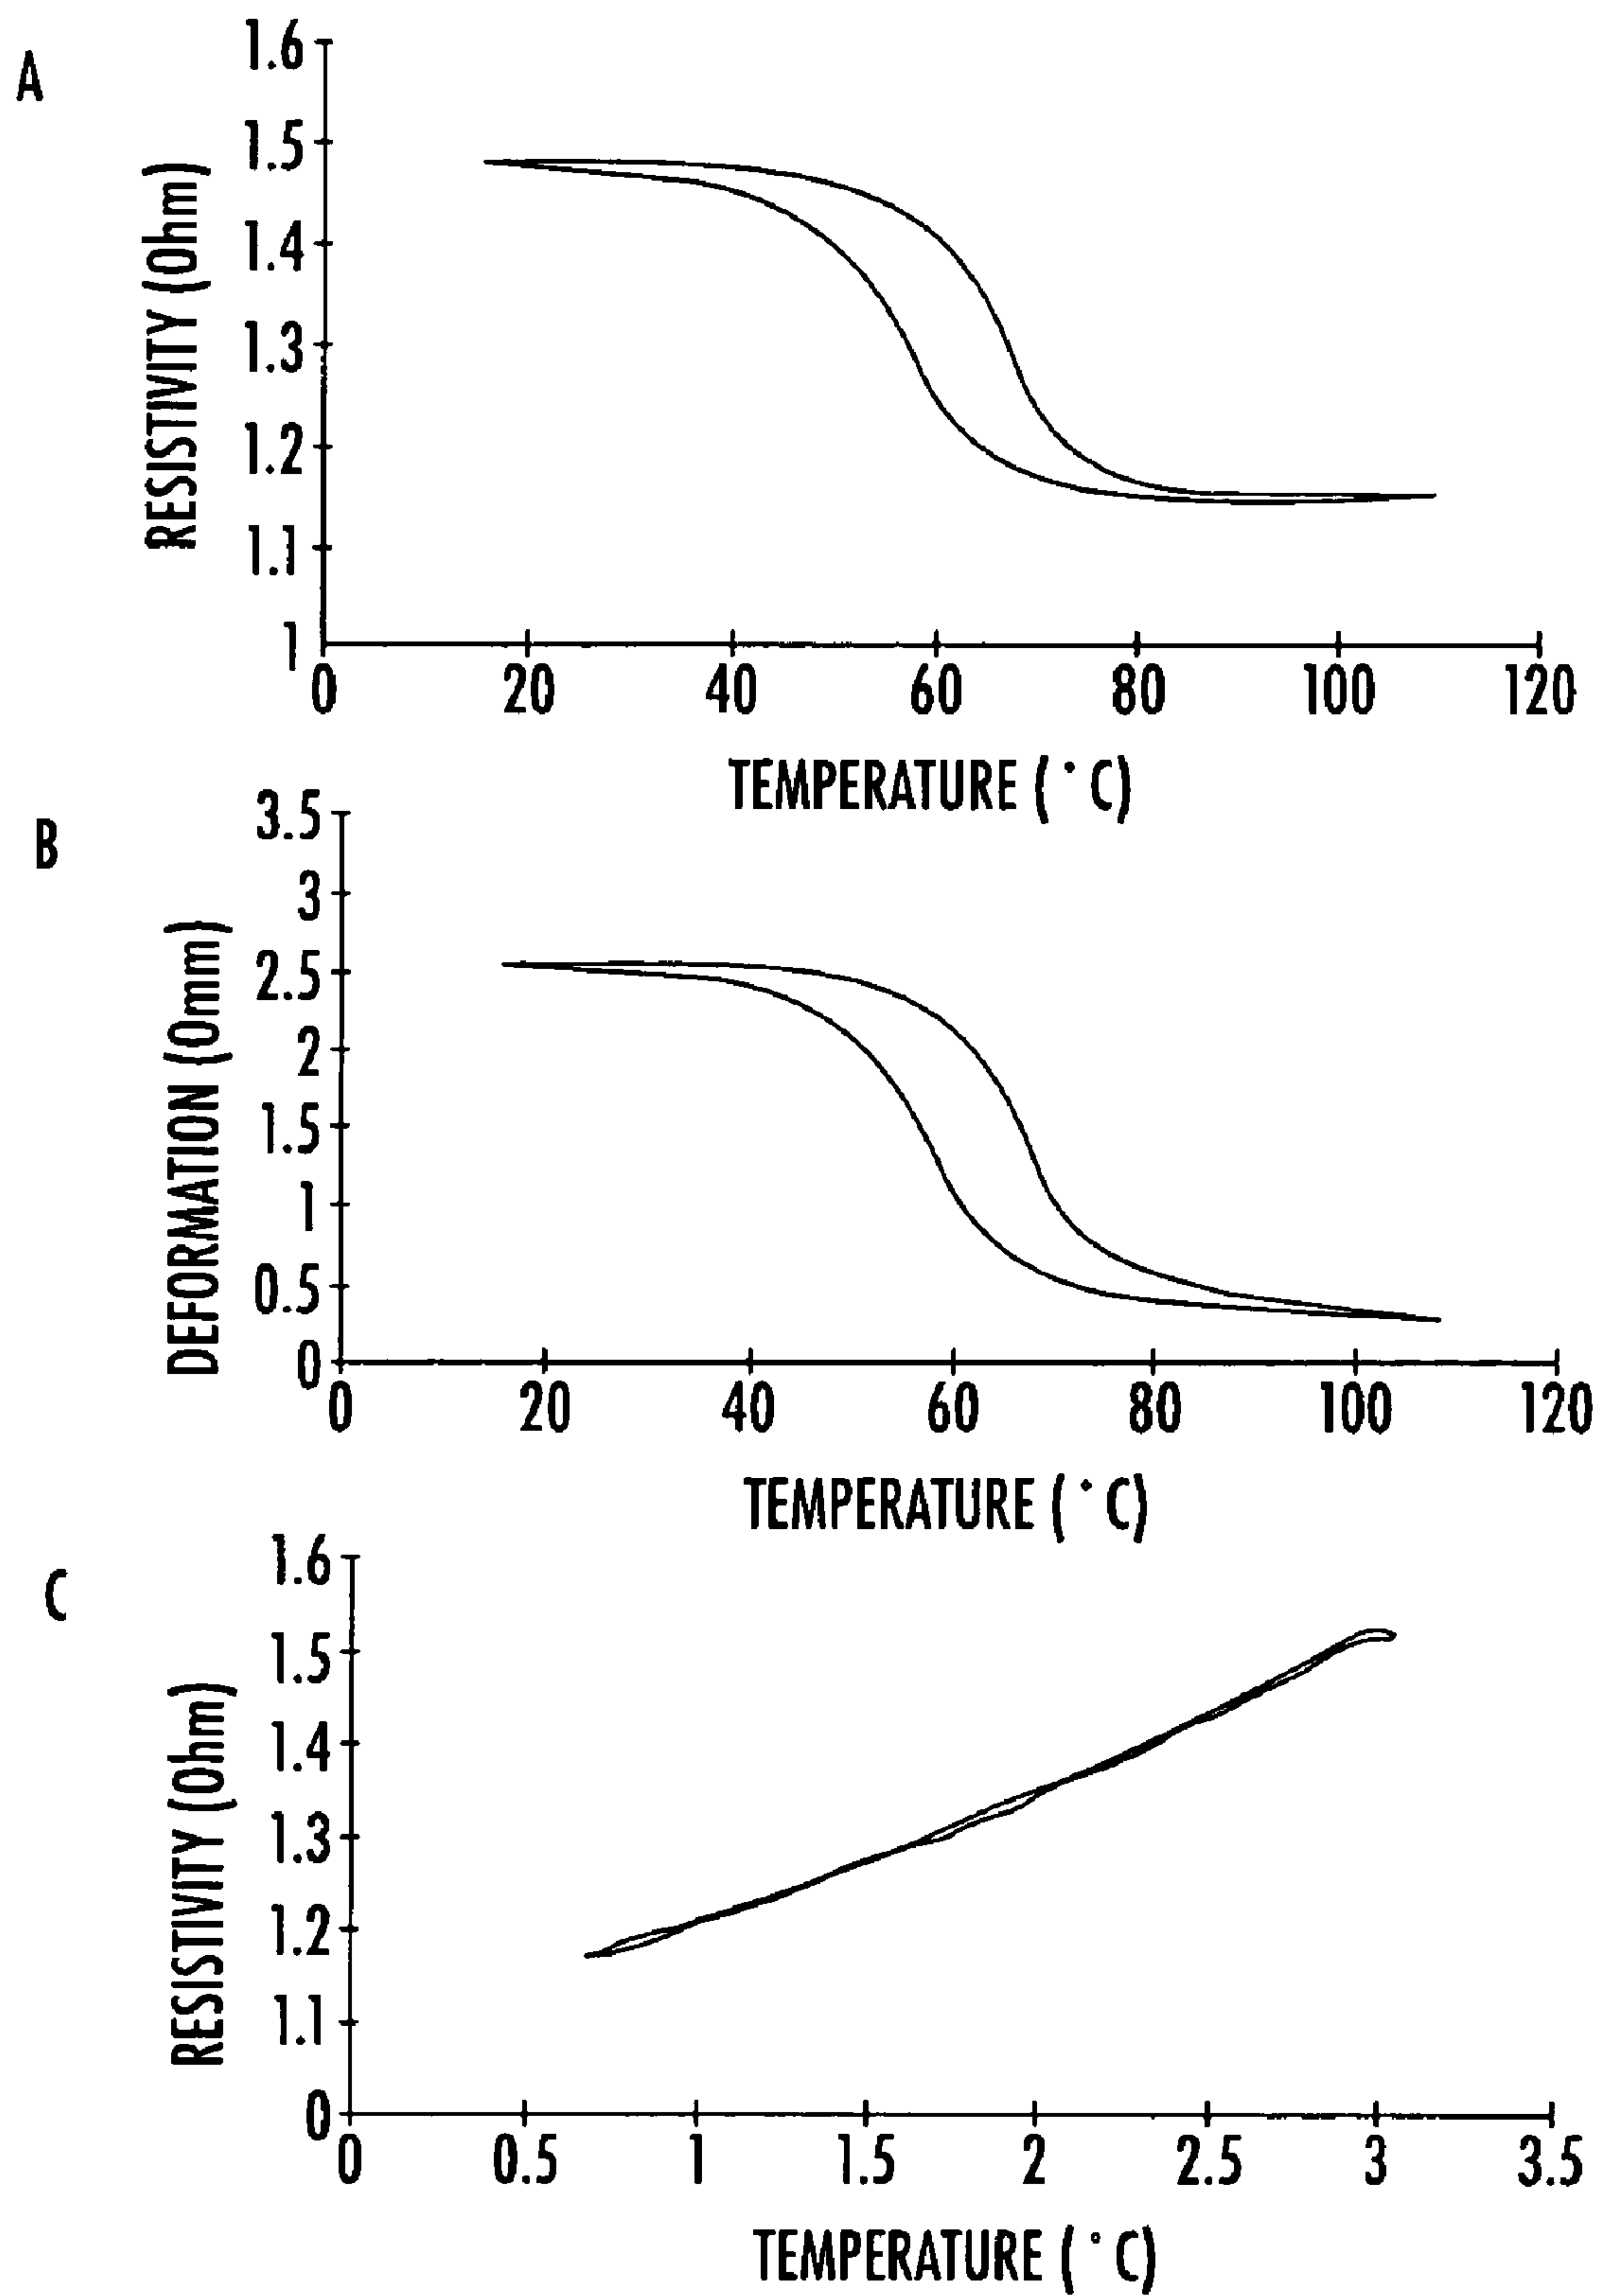 A
RESISTIVITY (Ohm)
1.6
1.5
1.4
1.3
1.2
1.1
1
0 20 40 60 80 100 120
TEMPERATURE (°C)
B
DEFORMATION (0mm)
3.5
3
2.5
2
1.5
1
0.5
0
0 20 40 60 80 100 120
TEMPERATURE (°C)
C
RESISTIVITY (Ohm)
1.6
1.5
1.4
1.3
1.2
1.1
0
0 0.5 1 1.5 2 2.5 3 3.5
TEMPERATURE (°C)